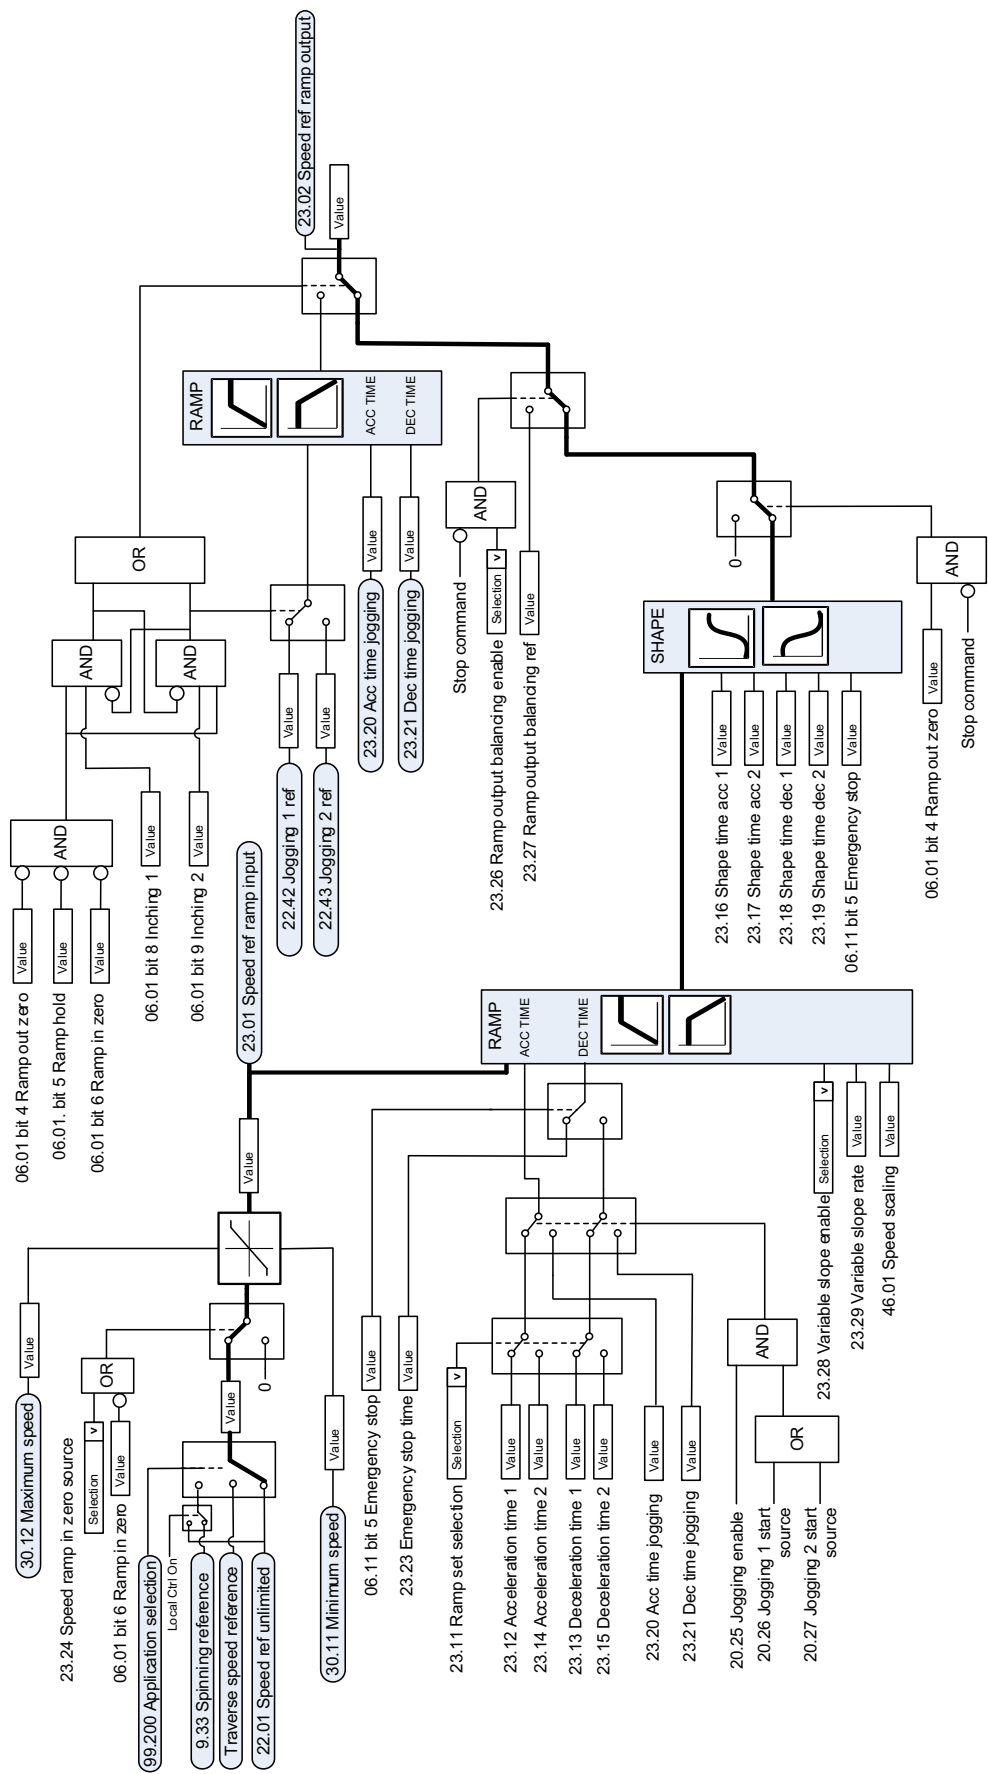 30.12 Maximum speed
Value
23.24 Speed ramp in zero source
Selection
v
06.01 bit 6 Ramp in zero
Value
OR
99.200 Application selection
Local Ctrl On
9.33 Spinning reference
Traverse speed reference
22.01 Speed ref unlimited
Value
0
30.11 Minimum speed
Value
Value
23.01 Speed ref ramp input
06.01 bit 4 Ramp out zero
Value
06.01. bit 5 Ramp hold
Value
06.01 bit 6 Ramp in zero
Value
AND
06.01 bit 8 Inching 1
Value
06.01 bit 9 Inching 2
Value
AND
AND
OR
22.42 Jogging 1 ref
Value
22.43 Jogging 2 ref
Value
23.20 Acc time jogging
Value
23.21 Dec time jogging
Value
RAMP
ACC TIME
DEC TIME
23.02 Speed ref ramp output
Value
Stop command
23.26 Ramp output balancing enable
Selection
v
AND
23.27 Ramp output balancing ref
Value
06.11 bit 5 Emergency stop
Value
23.23 Emergency stop time
Value
23.11 Ramp set selection
Selection
v
23.12 Acceleration time 1
Value
23.14 Acceleration time 2
Value
23.13 Deceleration time 1
Value
23.15 Deceleration time 2
Value
23.20 Acc time jogging
Value
23.21 Dec time jogging
Value
20.25 Jogging enable
20.26 Jogging 1 start
source
20.27 Jogging 2 start
source
OR
AND
RAMP
ACC TIME
DEC TIME
23.28 Variable slope enable
Selection
v
23.29 Variable slope rate
Value
46.01 Speed scaling
Value
SHAPE
23.16 Shape time acc 1
Value
23.17 Shape time acc 2
Value
23.18 Shape time dec 1
Value
23.19 Shape time dec 2
Value
06.11 bit 5 Emergency stop
Value
0
06.01 bit 4 Ramp out zero
Value
Stop command
AND